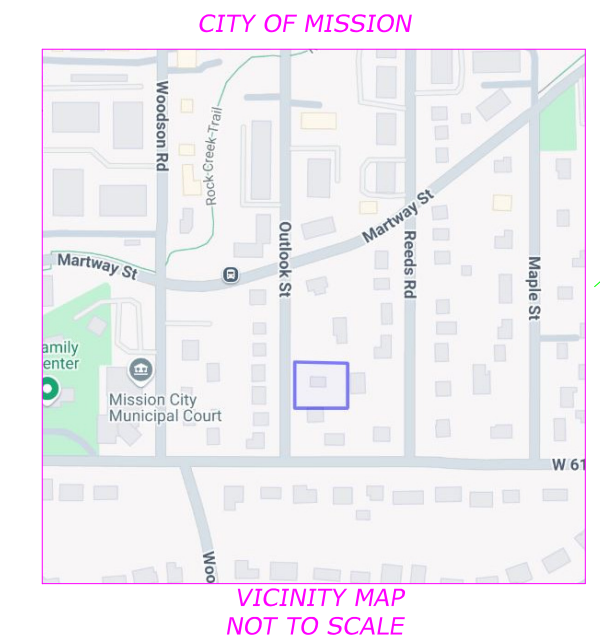 CITY OF MISSION
Woodson Rd
Rock-Creek-Trail
Martway St
Outlook St
Reeds Rd
Martway St
Maple St
amily
enter
Mission City
Municipal Court
W 61
Woo
VICINITY MAP
NOT TO SCALE